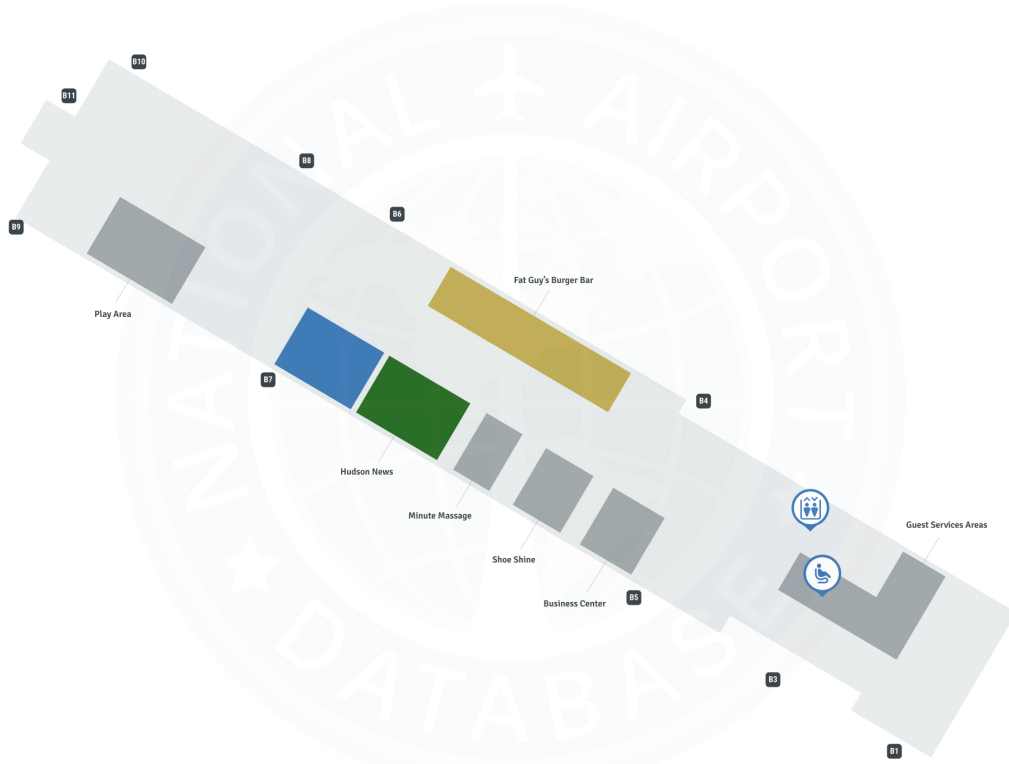 B10
B11
B8
B6
B9
Fat Guy's Burger Bar
Play Area
B7
B4
Hudson News
Minute Massage
Guest Services Areas
Shoe Shine
Business Center
B5
B3
B1
NATIONAL AIRPORT
DATABASE